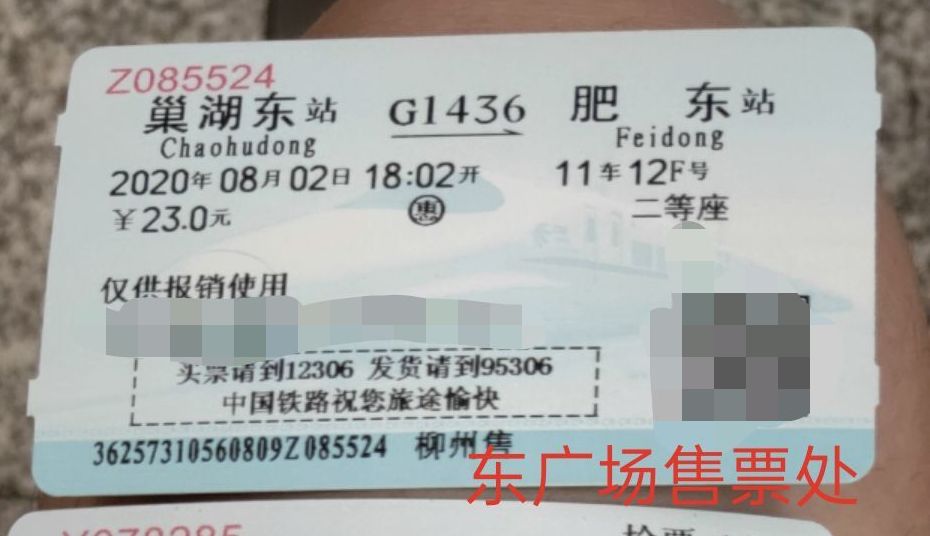 Z085524
巢湖东站 G1436 肥东站
Chaohudong Feidong
2020年08月02日 18:02开 11车12F号
￥23.0元 惠 二等座
仅供报销使用
买票请到12306 发货请到95306
中国铁路祝您旅途愉快
36257310560809Z085524 柳州售
东广场售票处